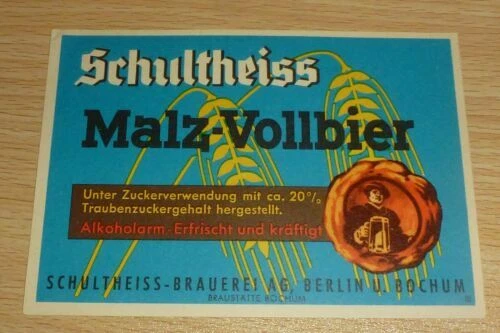 Schultheiss
Malz-Vollbier
Unter Zuckerverwendung mit ca. 20%
Traubenzuckergehalt hergestellt.
Alkoholarm - Erfrischt und kräftigt
SCHULTHEISS-BRAUEREI AG, BERLIN U. BOCHUM
BRAUSTÄTTE BOCHUM